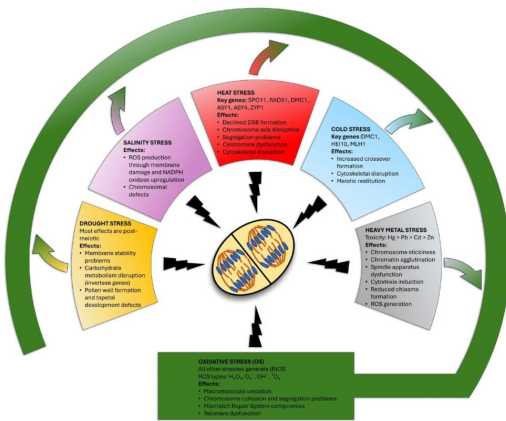 HEAT STRESS
Key genes: SPO11, RAD51, DMC1,
ASY1, ASY4, ZYP1
Effects:
• Declined DSB formation
• Chromosome axis disruption
• Segregation problems
• Centromere dysfunction
• Cytoskeletal disruption
SALINITY STRESS
Effects:
• ROS production
through membrane
damage and NADPH
oxidase upregulation
• Chromosomal
defects
COLD STRESS
Key genes:DMC1,
HEI10, MLH1
Effects:
• Increased crossover
formation
• Cytoskeletal disruption
• Meiotic restitution
DROUGHT STRESS
Most effects are post-
meiotic
Effects:
• Membrane stability
problems
• Carbohydrate
metabolism disruption
(invertase genes)
• Pollen wall formation
and tapetal
development defects
HEAVY METAL STRESS
Toxicity: Hg > Pb > Cd > Zn
Effects:
• Chromosome stickiness
• Chromatin agglutination
• Spindle apparatus
dysfunction
• Cytomixis induction
• Reduced chiasma
formation
• ROS generation
OXIDATIVE STRESS (OS)
All other stresses generate (R)OS
ROS types: H₂O₂, O₂⁻, OH⁻, ¹O₂
Effects:
• Macromolecule oxidation
• Chromosome cohesion and segregation problems
• Mismatch Repair System compromise
• Telomere dysfunction